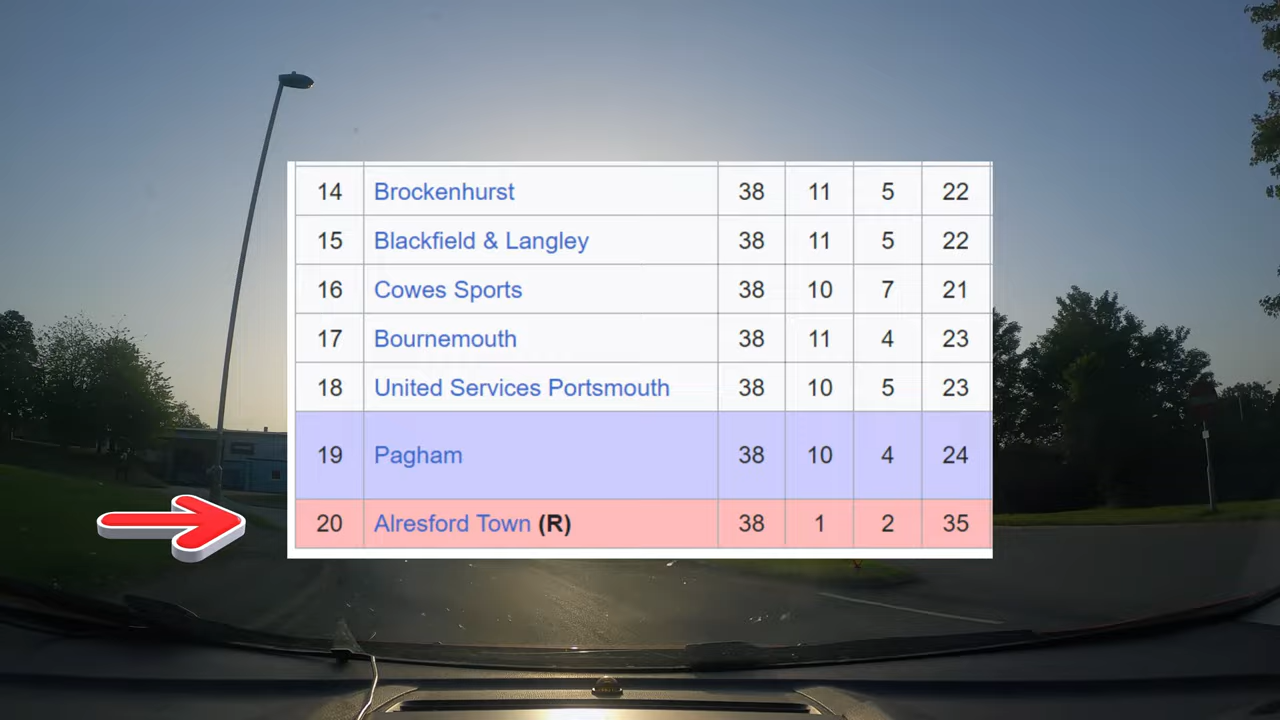 14 Brockenhurst 38 11 5 22
15 Blackfield & Langley 38 11 5 22
16 Cowes Sports 38 10 7 21
17 Bournemouth 38 11 4 23
18 United Services Portsmouth 38 10 5 23
19 Pagham 38 10 4 24
20 Alresford Town (R) 38 1 2 35